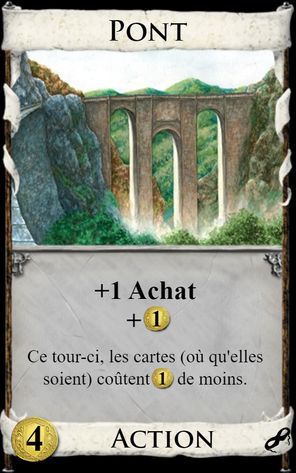 PONT
+1 Achat
+ 1
Ce tour-ci, les cartes (où qu'elles
soient) coûtent 1 de moins.
4 ACTION